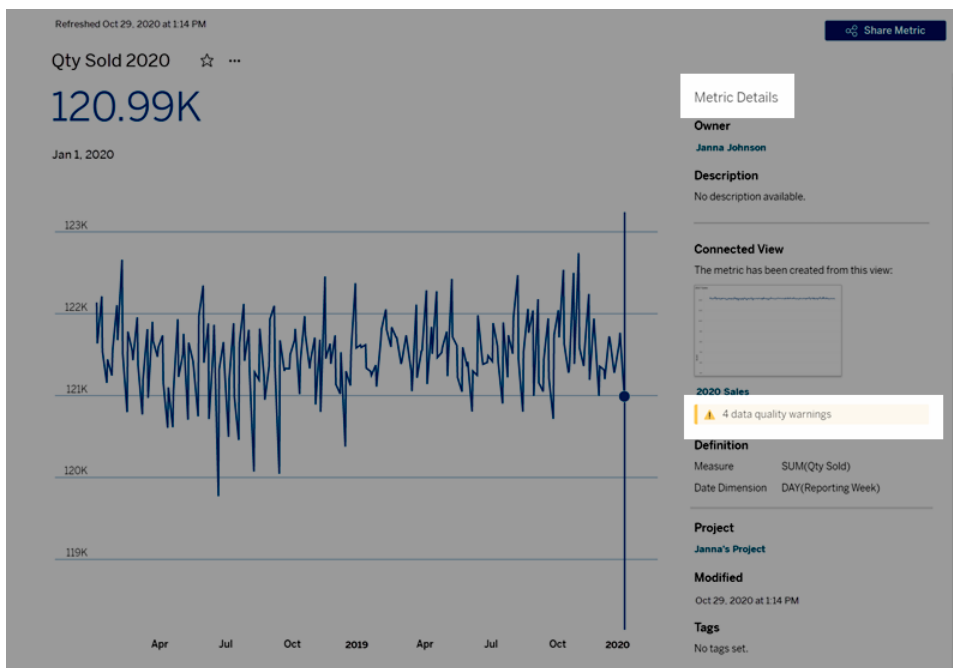 Refreshed Oct 29, 2020 at 1:14 PM
Share Metric
Qty Sold 2020
120.99K
Jan 1, 2020
123K
122K
121K
120K
119K
Apr Jul Oct 2019 Apr Jul Oct 2020
Metric Details
Owner
Janna Johnson
Description
No description available.
Connected View
The metric has been created from this view:
2020 Sales
4 data quality warnings
Definition
Measure SUM(Qty Sold)
Date Dimension DAY(Reporting Week)
Project
Janna's Project
Modified
Oct 29, 2020 at 1:14 PM
Tags
No tags set.